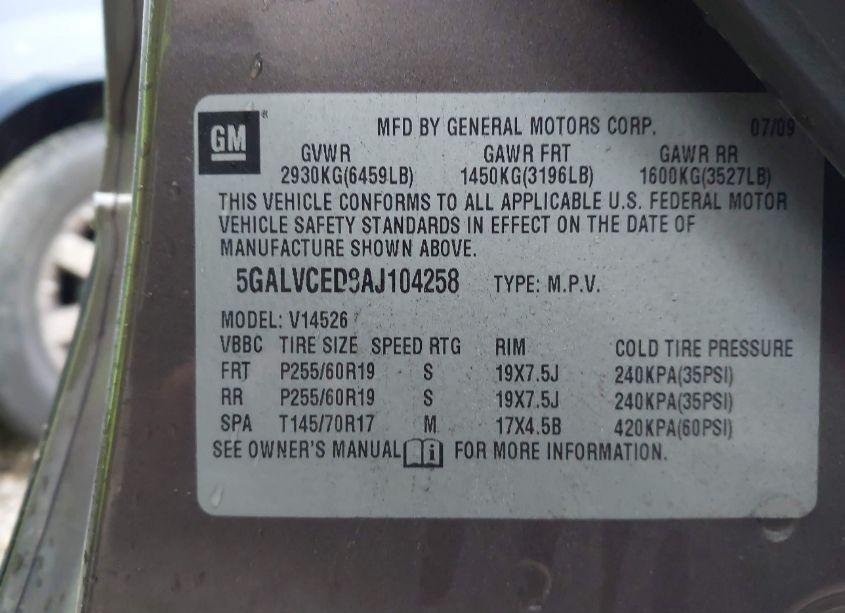 GM
MFD BY GENERAL MOTORS CORP. 07/09
GVWR GAWR FRT GAWR RR
2930KG(6459LB) 1450KG(3196LB) 1600KG(3527LB)
THIS VEHICLE CONFORMS TO ALL APPLICABLE U.S. FEDERAL MOTOR
VEHICLE SAFETY STANDARDS IN EFFECT ON THE DATE OF
MANUFACTURE SHOWN ABOVE.
5GALVCED8AJ104258 TYPE: M.P.V.
MODEL: V14526
VBBC TIRE SIZE SPEED RTG RIM COLD TIRE PRESSURE
FRT P255/60R19 S 19X7.5J 240KPA(35PSI)
RR P255/60R19 S 19X7.5J 240KPA(35PSI)
SPA T145/70R17 M 17X4.5B 420KPA(60PSI)
SEE OWNER'S MANUAL i FOR MORE INFORMATION.